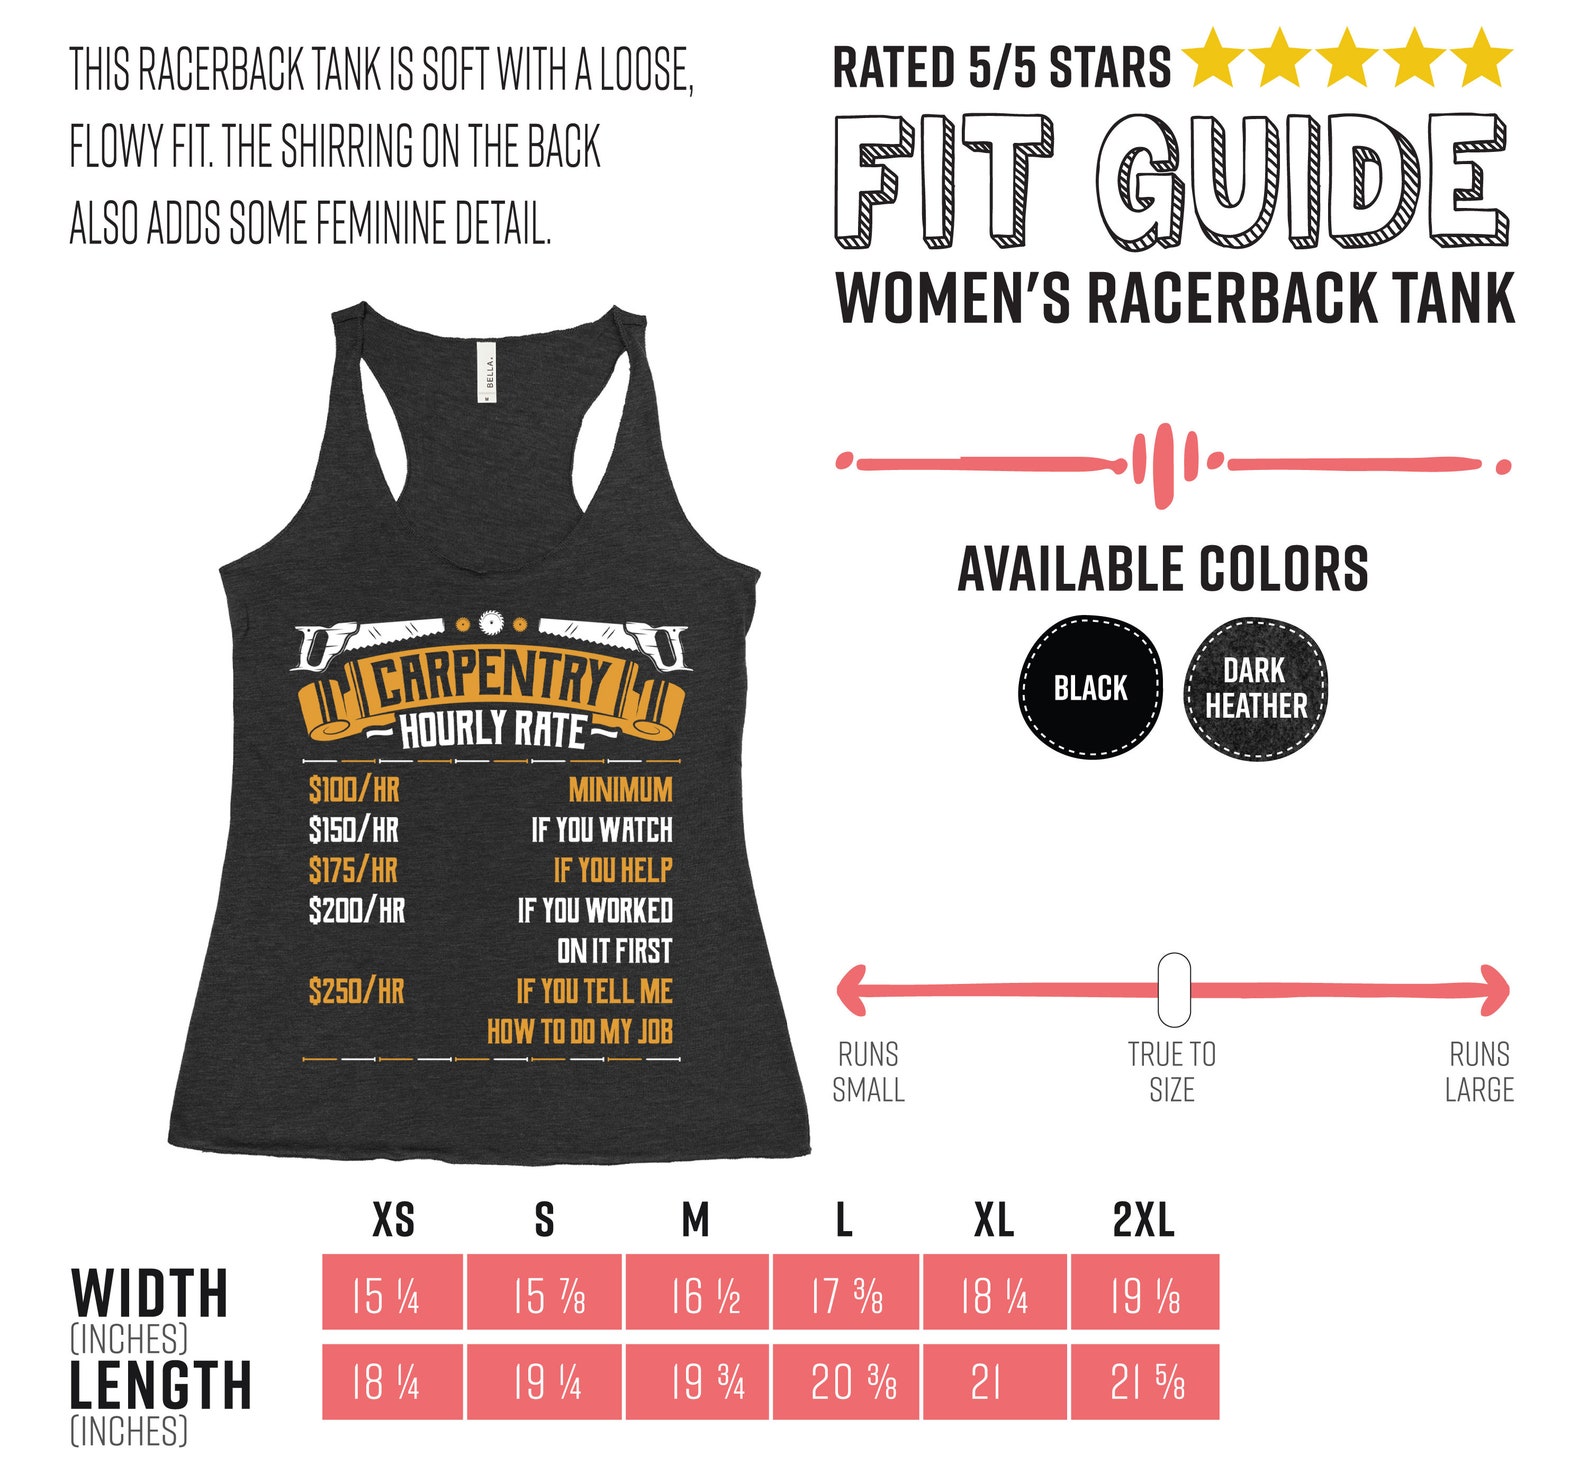 THIS RACERBACK TANK IS SOFT WITH A LOOSE,
FLOWY FIT. THE SHIRRING ON THE BACK
ALSO ADDS SOME FEMININE DETAIL.
RATED 5/5 STARS
FIT GUIDE
WOMEN'S RACERBACK TANK
BELLA.
M
CARPENTRY
~HOURLY RATE~
$100/HR MINIMUM
$150/HR IF YOU WATCH
$175/HR IF YOU HELP
$200/HR IF YOU WORKED
ON IT FIRST
$250/HR IF YOU TELL ME
HOW TO DO MY JOB
AVAILABLE COLORS
BLACK
DARK
HEATHER
RUNS
SMALL
TRUE TO
SIZE
RUNS
LARGE
XS S M L XL 2XL
WIDTH 15 ¼ 15 ⅞ 16 ½ 17 ⅜ 18 ¼ 19 ⅛
(INCHES)
LENGTH 18 ¼ 19 ¼ 19 ¾ 20 ⅜ 21 21 ⅝
(INCHES)